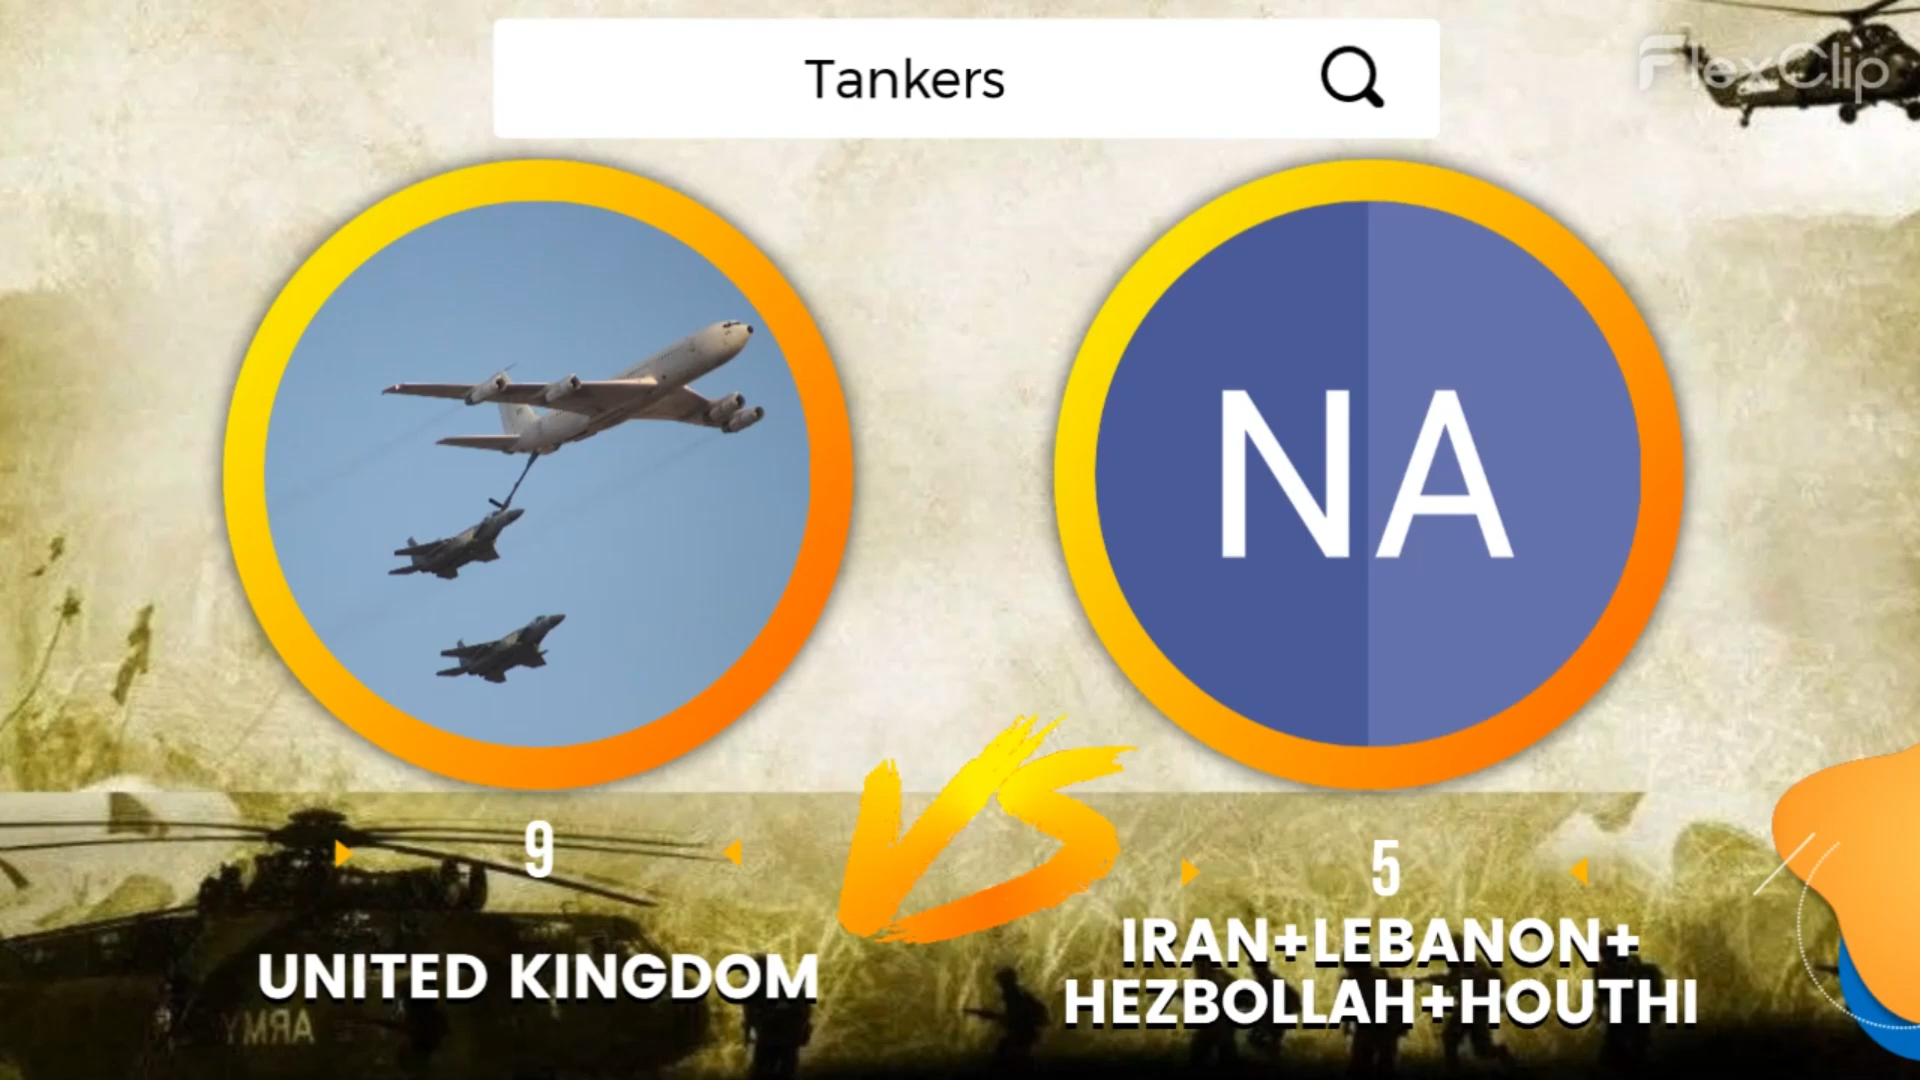 Tankers
FlexClip
NA
9
5
UNITED KINGDOM
IRAN+LEBANON+
HEZBOLLAH+HOUTHI
ARMY